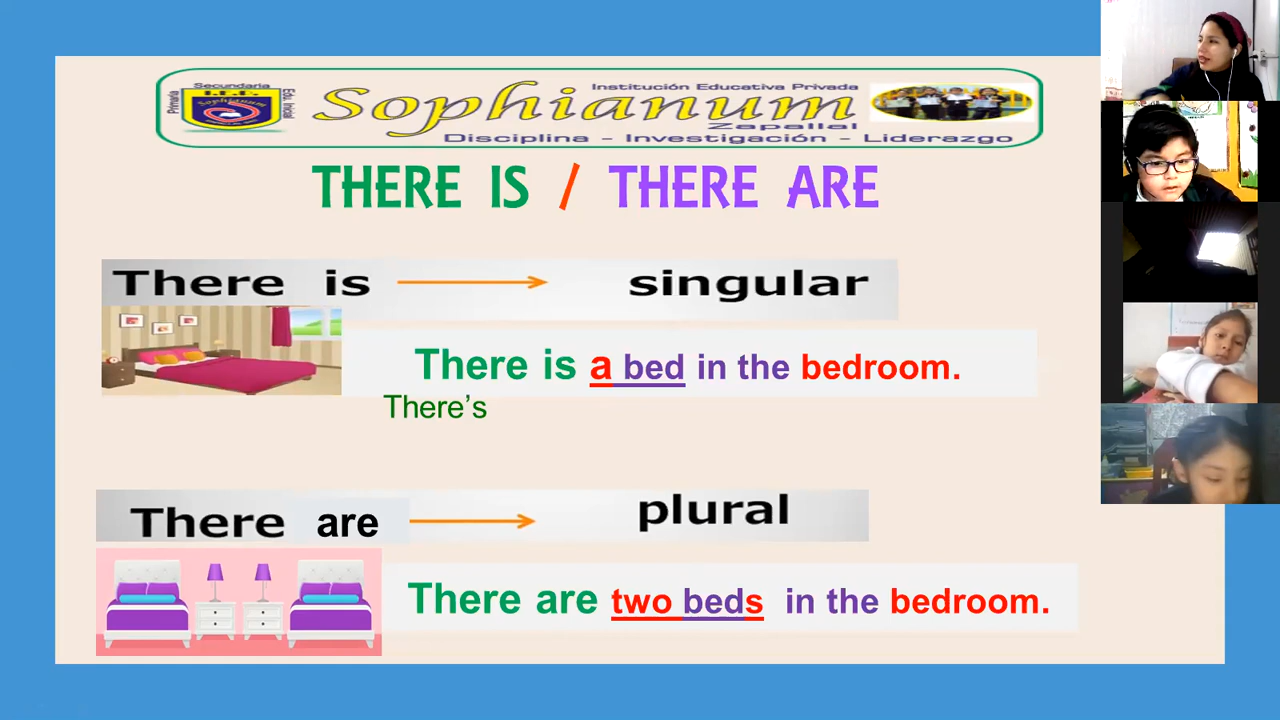 Secundaria
I.E.P.
Primaria
Sophianum
Edu. Inicial
Institución Educativa Privada
Sophianum
Zapallal
Disciplina - Investigación - Liderazgo
THERE IS / THERE ARE
There is singular
There is a bed in the bedroom.
There's
There are plural
There are two beds in the bedroom.